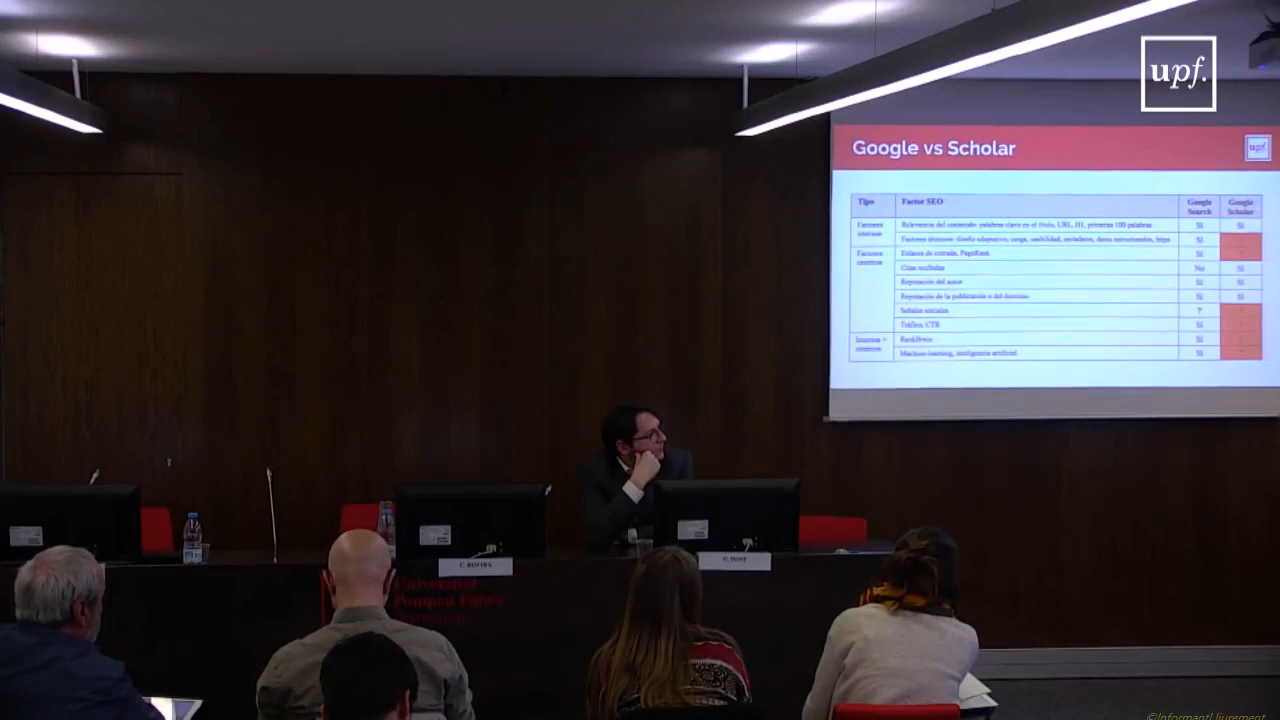 upf.
Google vs Scholar
upf.
Tipo Factor SEO Google Search Google Scholar
Factores internos Relevancia del contenido: palabras clave en el título, URL, H1, primeras 100 palabras Sí Sí
Factores técnicos: diseño adaptativo, carga, usabilidad, metadatos, datos estructurados, https Sí
Factores externos Enlaces de entrada, PageRank Sí
Citas recibidas No Sí
Reputación del autor Sí Sí
Reputación de la publicación o del dominio Sí Sí
Señales sociales ?
Tráfico, CTR Sí
Internos + externos RankBrain Sí
Machine learning, inteligencia artificial Sí
C. ROVIRA
C. PONT
Universitat
Pompeu Fabra
Barcelona
©InformantLliurement